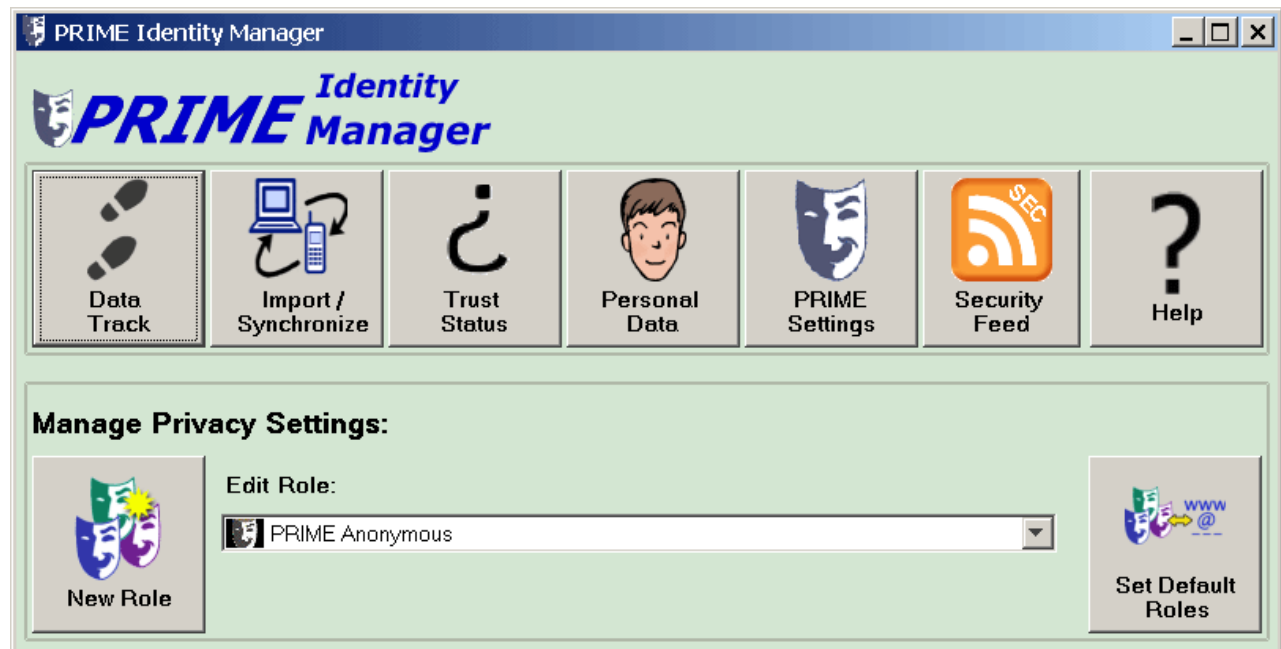 PRIME Identity Manager
PRIME Identity
Manager
Data
Track
Import /
Synchronize
¿
Trust
Status
Personal
Data
PRIME
Settings
SEC
Security
Feed
?
Help
Manage Privacy Settings:
New Role
Edit Role:
PRIME Anonymous
www
@
Set Default
Roles